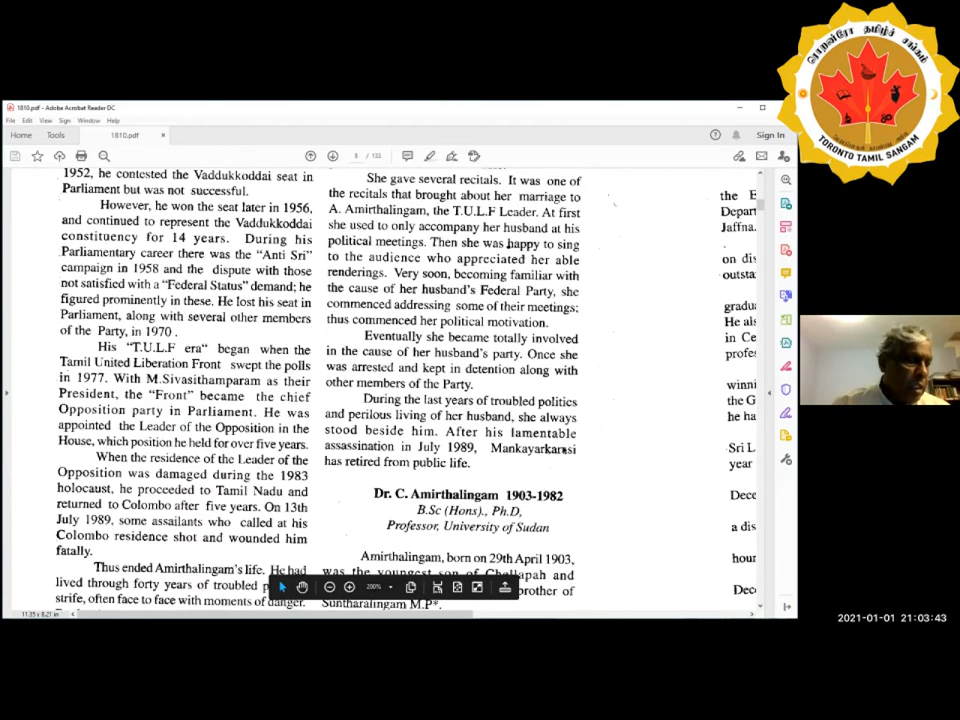 ரொறன்ரோ தமிழ்ச் சங்கம்
TORONTO TAMIL SANGAM
1810.pdf - Adobe Acrobat Reader DC
File Edit View Sign Window Help
Home Tools 1810.pdf × Sign In
8 / 133
1952, he contested the Vaddukkoddai seat in
Parliament but was not successful.
However, he won the seat later in 1956,
and continued to represent the Vaddukkoddai
constituency for 14 years. During his
Parliamentary career there was the “Anti Sri”
campaign in 1958 and the dispute with those
not satisfied with a “Federal Status” demand; he
figured prominently in these. He lost his seat in
Parliament, along with several other members
of the Party, in 1970 .
His “T.U.L.F era“ began when the
Tamil United Liberation Front swept the polls
in 1977. With M.Sivasithamparam as their
President, the “Front” became the chief
Opposition party in Parliament. He was
appointed the Leader of the Opposition in the
House, which position he held for over five years.
When the residence of the Leader of the
Opposition was damaged during the 1983
holocaust, he proceeded to Tamil Nadu and
returned to Colombo after five years. On 13th
July 1989, some assailants who called at his
Colombo residence shot and wounded him
fatally.
Thus ended Amirthalingam's life. He had
lived through forty years of troubled
strife, often face to face with moments of danger.
She gave several recitals. It was one of
the recitals that brought about her marriage to
A. Amirthalingam, the T.U.L.F Leader. At first
she used to only accompany her husband at his
political meetings. Then she was happy to sing
to the audience who appreciated her able
renderings. Very soon, becoming familiar with
the cause of her husband's Federal Party, she
commenced addressing some of their meetings;
thus commenced her political motivation.
Eventually she became totally involved
in the cause of her husband's party. Once she
was arrested and kept in detention along with
other members of the Party.
During the last years of troubled politics
and perilous living of her husband, she always
stood beside him. After his lamentable
assassination in July 1989, Mankayarkarasi
has retired from public life.
Dr. C. Amirthalingam 1903-1982
B.Sc (Hons)., Ph.D,
Professor, University of Sudan
Amirthalingam, born on 29th April 1903,
was the youngest son of Chellapah and
brother of
Suntharalingam M.P*.
the E
Depart
Jaffna.
on dis
outsta
gradua
He als
in Ce
profes
winni
the G
he ha
Sri L
year
Dece
a dis
hour
Dece
200%
11.35 x 8.21 in
2021-01-01 21:03:43